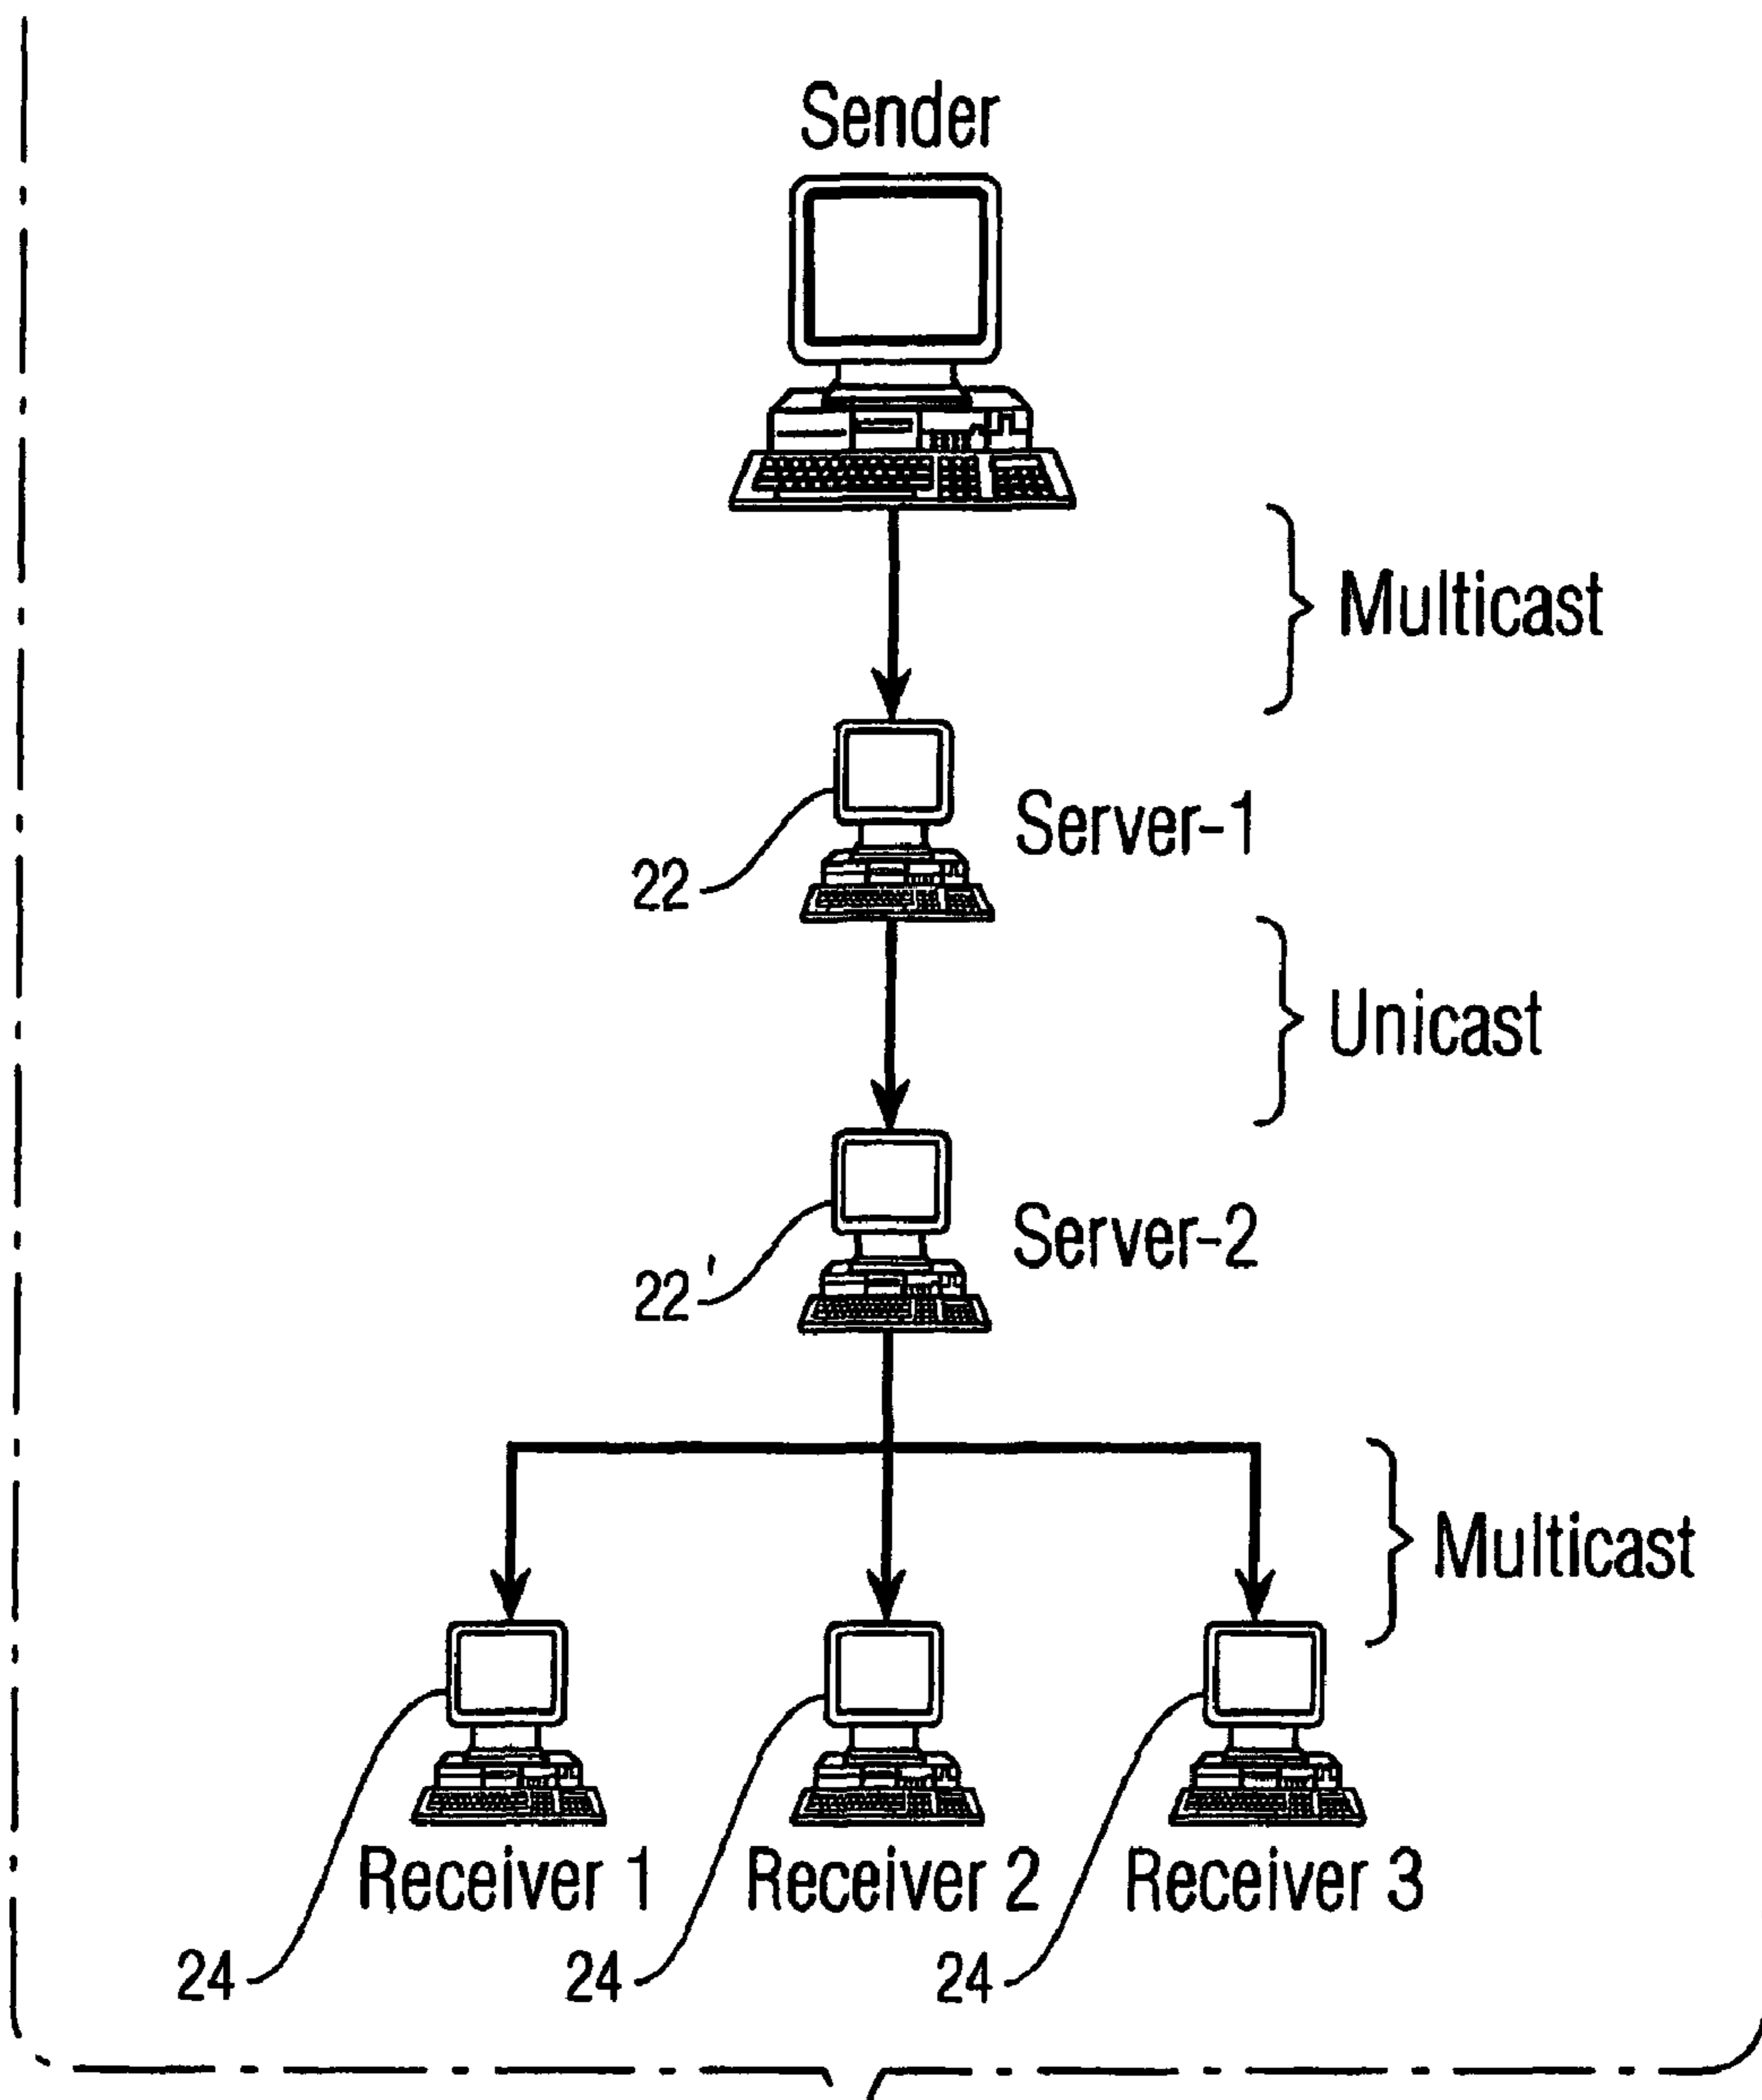 Sender
Multicast
Server-1
22
Unicast
Server-2
22'
Multicast
Receiver 1
Receiver 2
Receiver 3
24
24
24